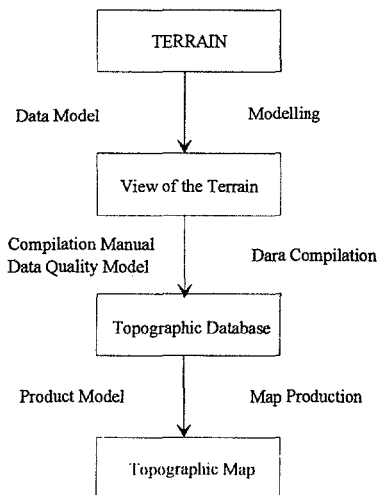 TERRAIN
Data Model
Modelling
View of the Terrain
Compilation Manual
Data Quality Model
Dara Compilation
Topographic Database
Product Model
Map Production
Topographic Map